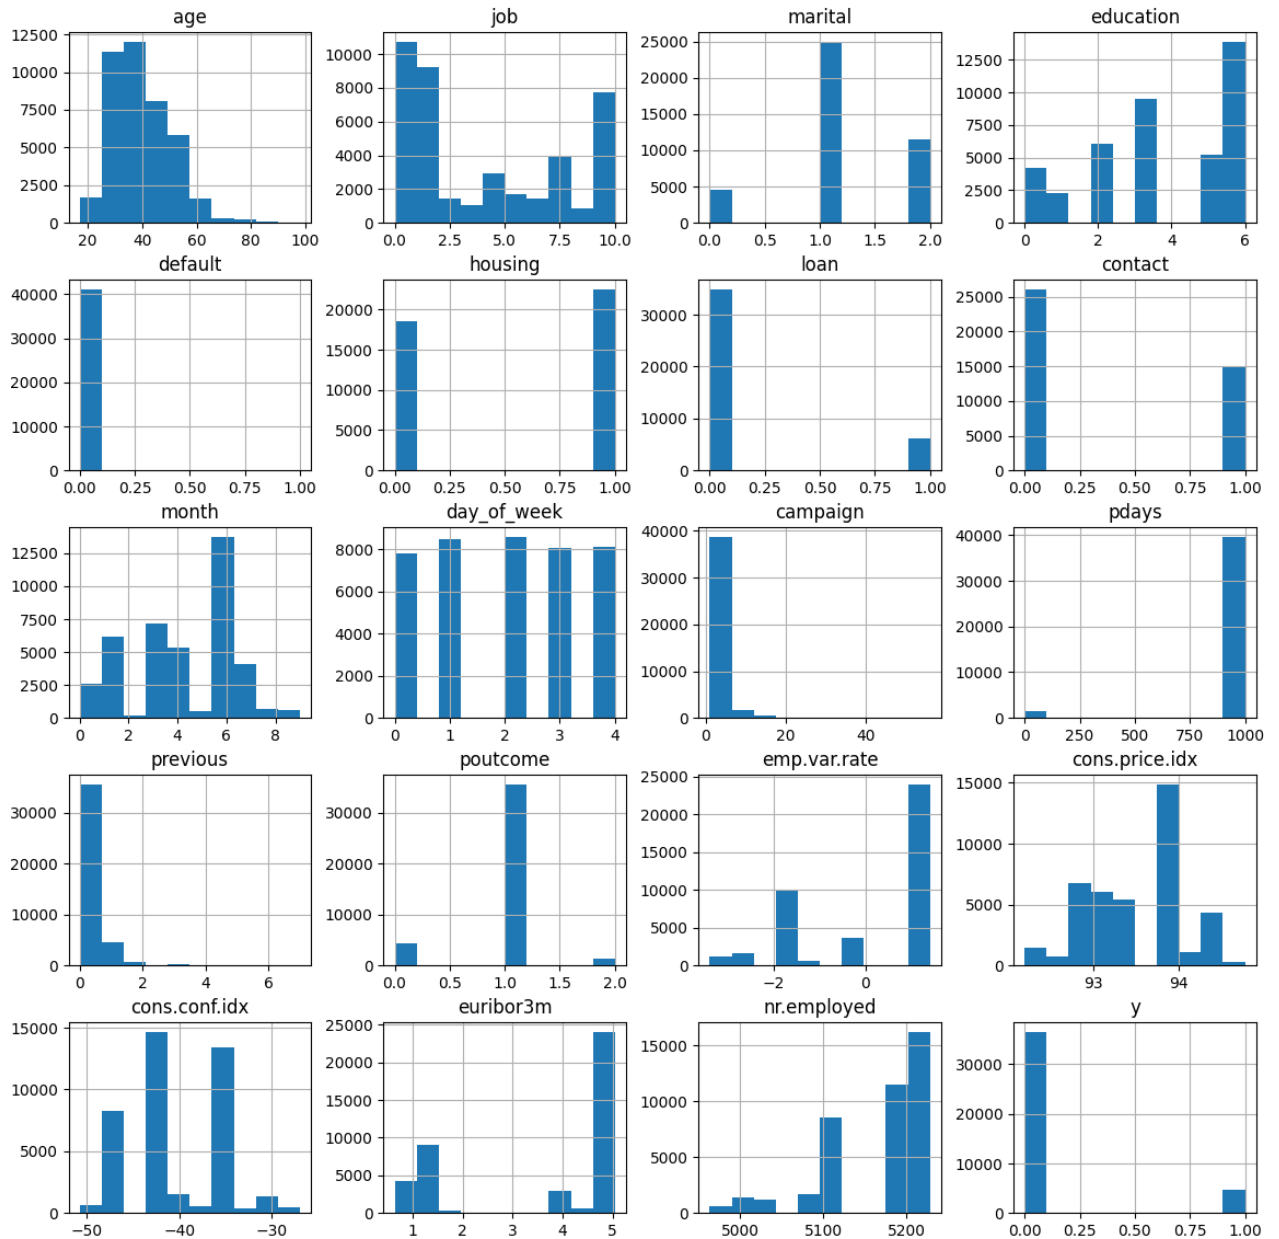 age job marital education
12500 10000 7500 5000 2500 0
20 40 60 80 100
10000 8000 6000 4000 2000 0
0.0 2.5 5.0 7.5 10.0
25000 20000 15000 10000 5000 0
0.0 0.5 1.0 1.5 2.0
12500 10000 7500 5000 2500 0
0 2 4 6
default housing loan contact
40000 30000 20000 10000 0
0.00 0.25 0.50 0.75 1.00
20000 15000 10000 5000 0
0.00 0.25 0.50 0.75 1.00
30000 20000 10000 0
0.00 0.25 0.50 0.75 1.00
25000 20000 15000 10000 5000 0
0.00 0.25 0.50 0.75 1.00
month day_of_week campaign pdays
12500 10000 7500 5000 2500 0
0 2 4 6 8
8000 6000 4000 2000 0
0 1 2 3 4
40000 30000 20000 10000 0
0 20 40
40000 30000 20000 10000 0
0 250 500 750 1000
previous poutcome emp.var.rate cons.price.idx
30000 20000 10000 0
0 2 4 6
30000 20000 10000 0
0.0 0.5 1.0 1.5 2.0
25000 20000 15000 10000 5000 0
−2 0
15000 10000 5000 0
93 94
cons.conf.idx euribor3m nr.employed y
15000 10000 5000 0
−50 −40 −30
25000 20000 15000 10000 5000 0
1 2 3 4 5
15000 10000 5000 0
5000 5100 5200
30000 20000 10000 0
0.00 0.25 0.50 0.75 1.00